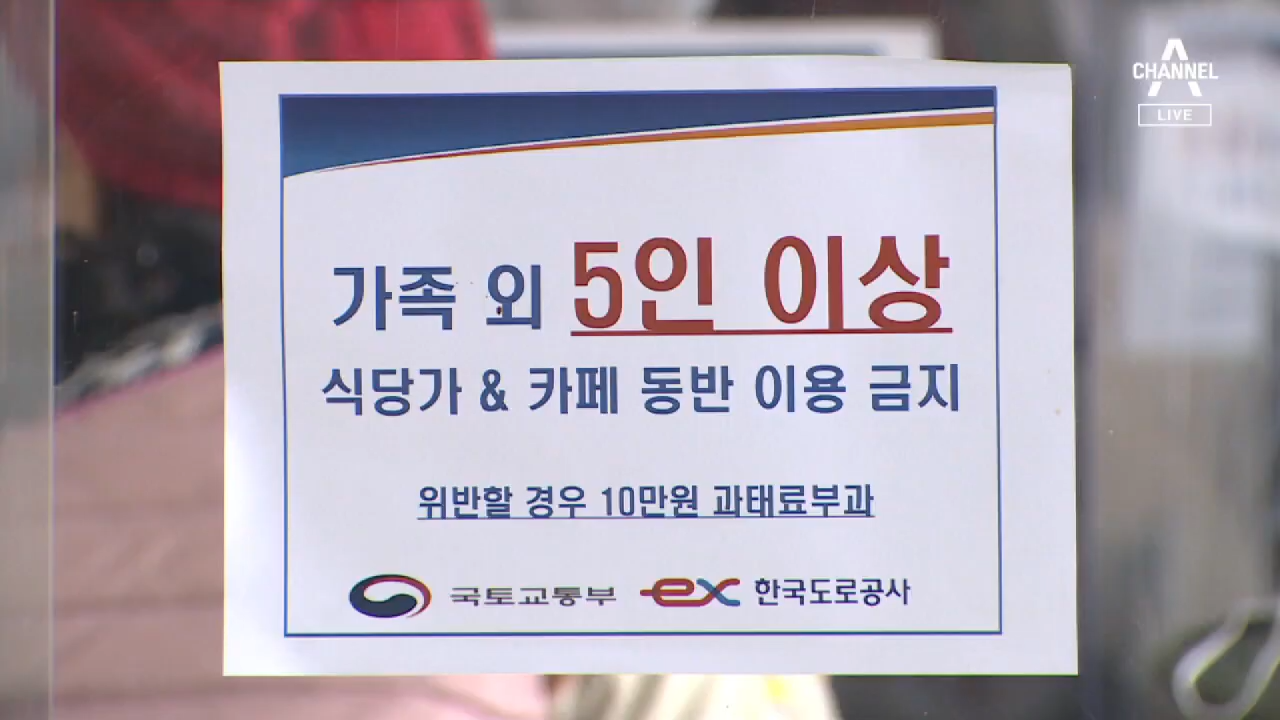 CHANNEL A
LIVE
가족 외 5인 이상
식당가 & 카페 동반 이용 금지
위반할 경우 10만원 과태료부과
국토교통부 ex 한국도로공사